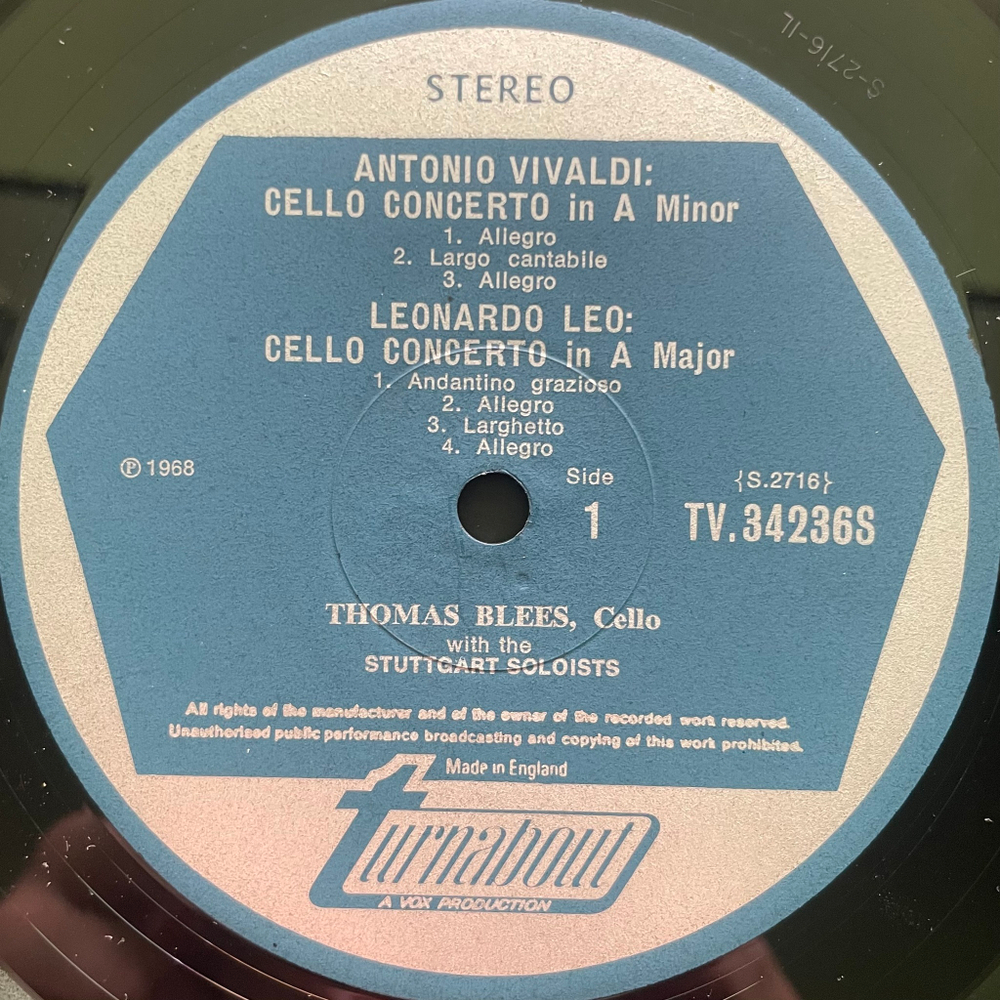 S-2716-1L
STEREO
ANTONIO VIVALDI:
CELLO CONCERTO in A Minor
1. Allegro
2. Largo cantabile
3. Allegro
LEONARDO LEO:
CELLO CONCERTO in A Major
1. Andantino grazioso
2. Allegro
3. Larghetto
4. Allegro
℗ 1968
Side
1
{S.2716}
TV.34236S
THOMAS BLEES, Cello
with the
STUTTGART SOLOISTS
All rights of the manufacturer and of the owner of the recorded work reserved.
Unauthorised public performance broadcasting and copying of this work prohibited.
Made in England
turnabout
A VOX PRODUCTION